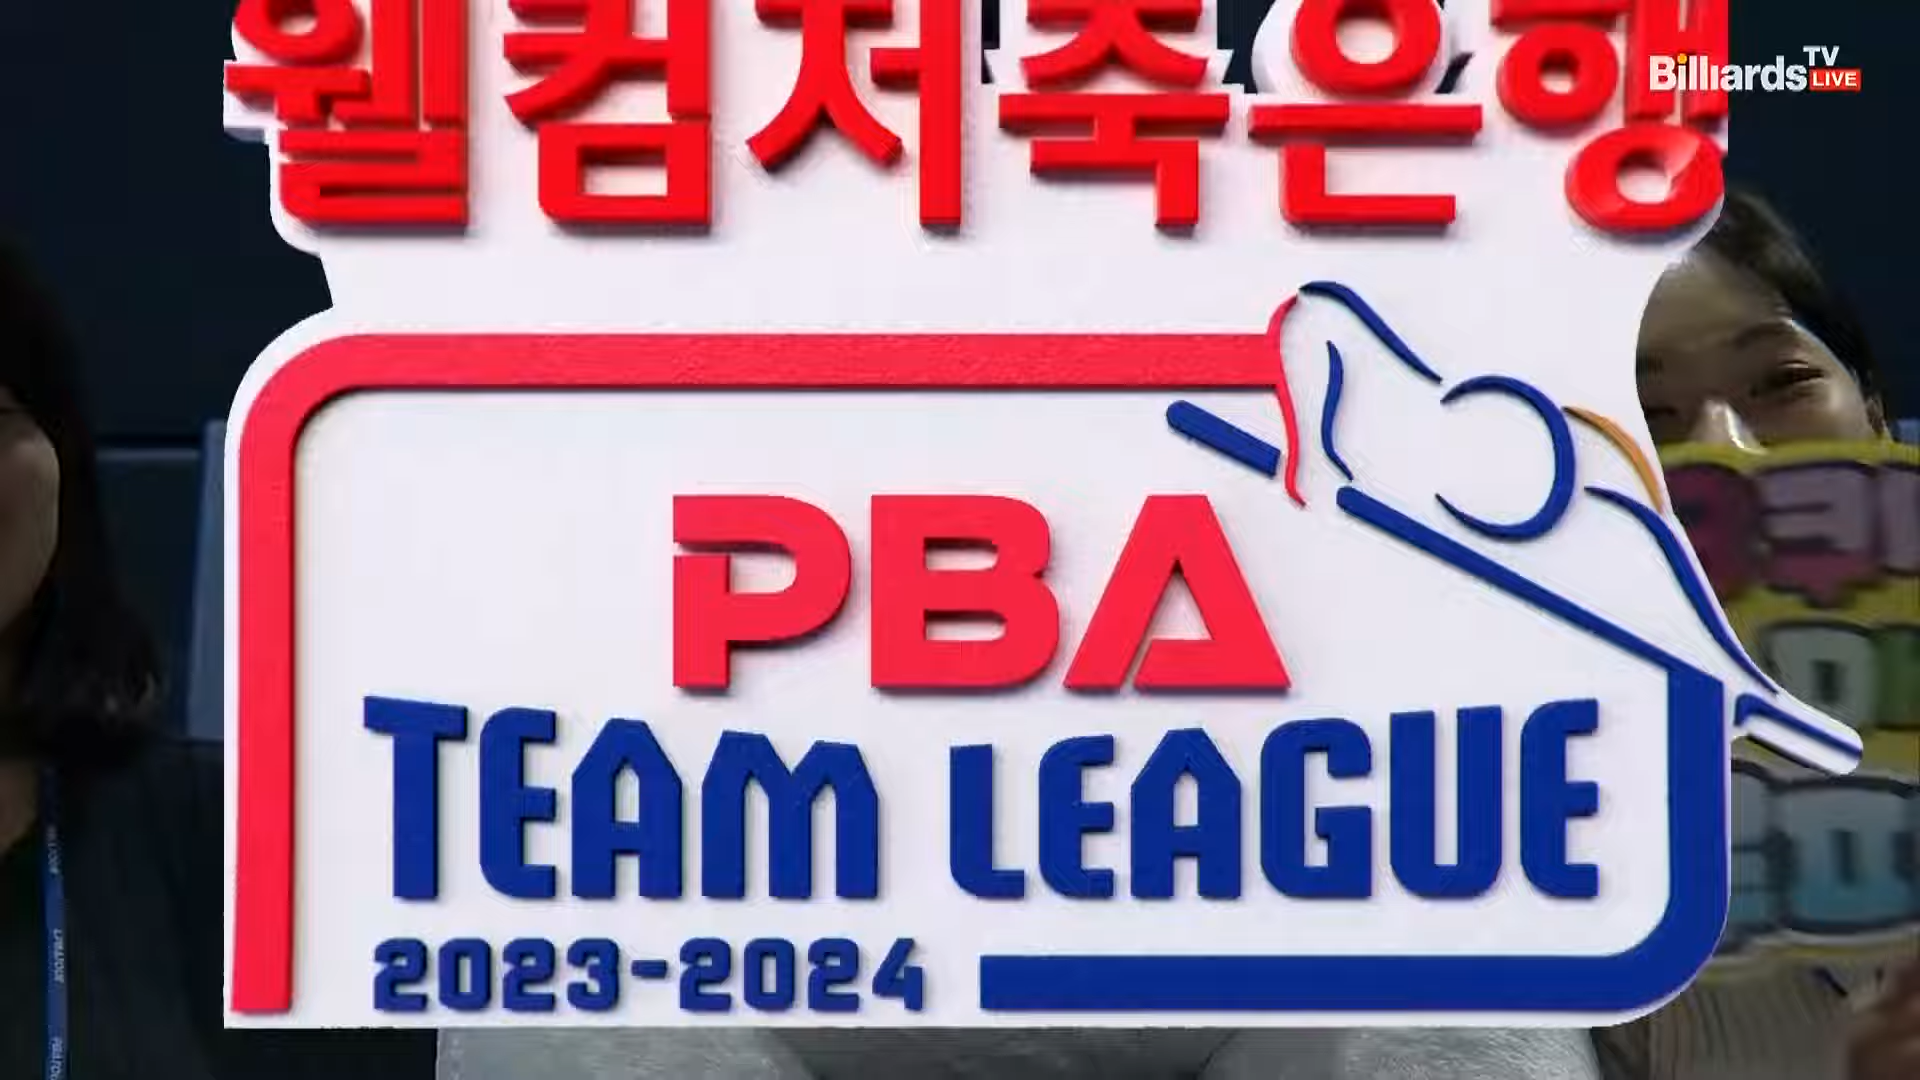 웰컴저축은행
Billiards TV
LIVE
PBA
TEAM LEAGUE
2023-2024